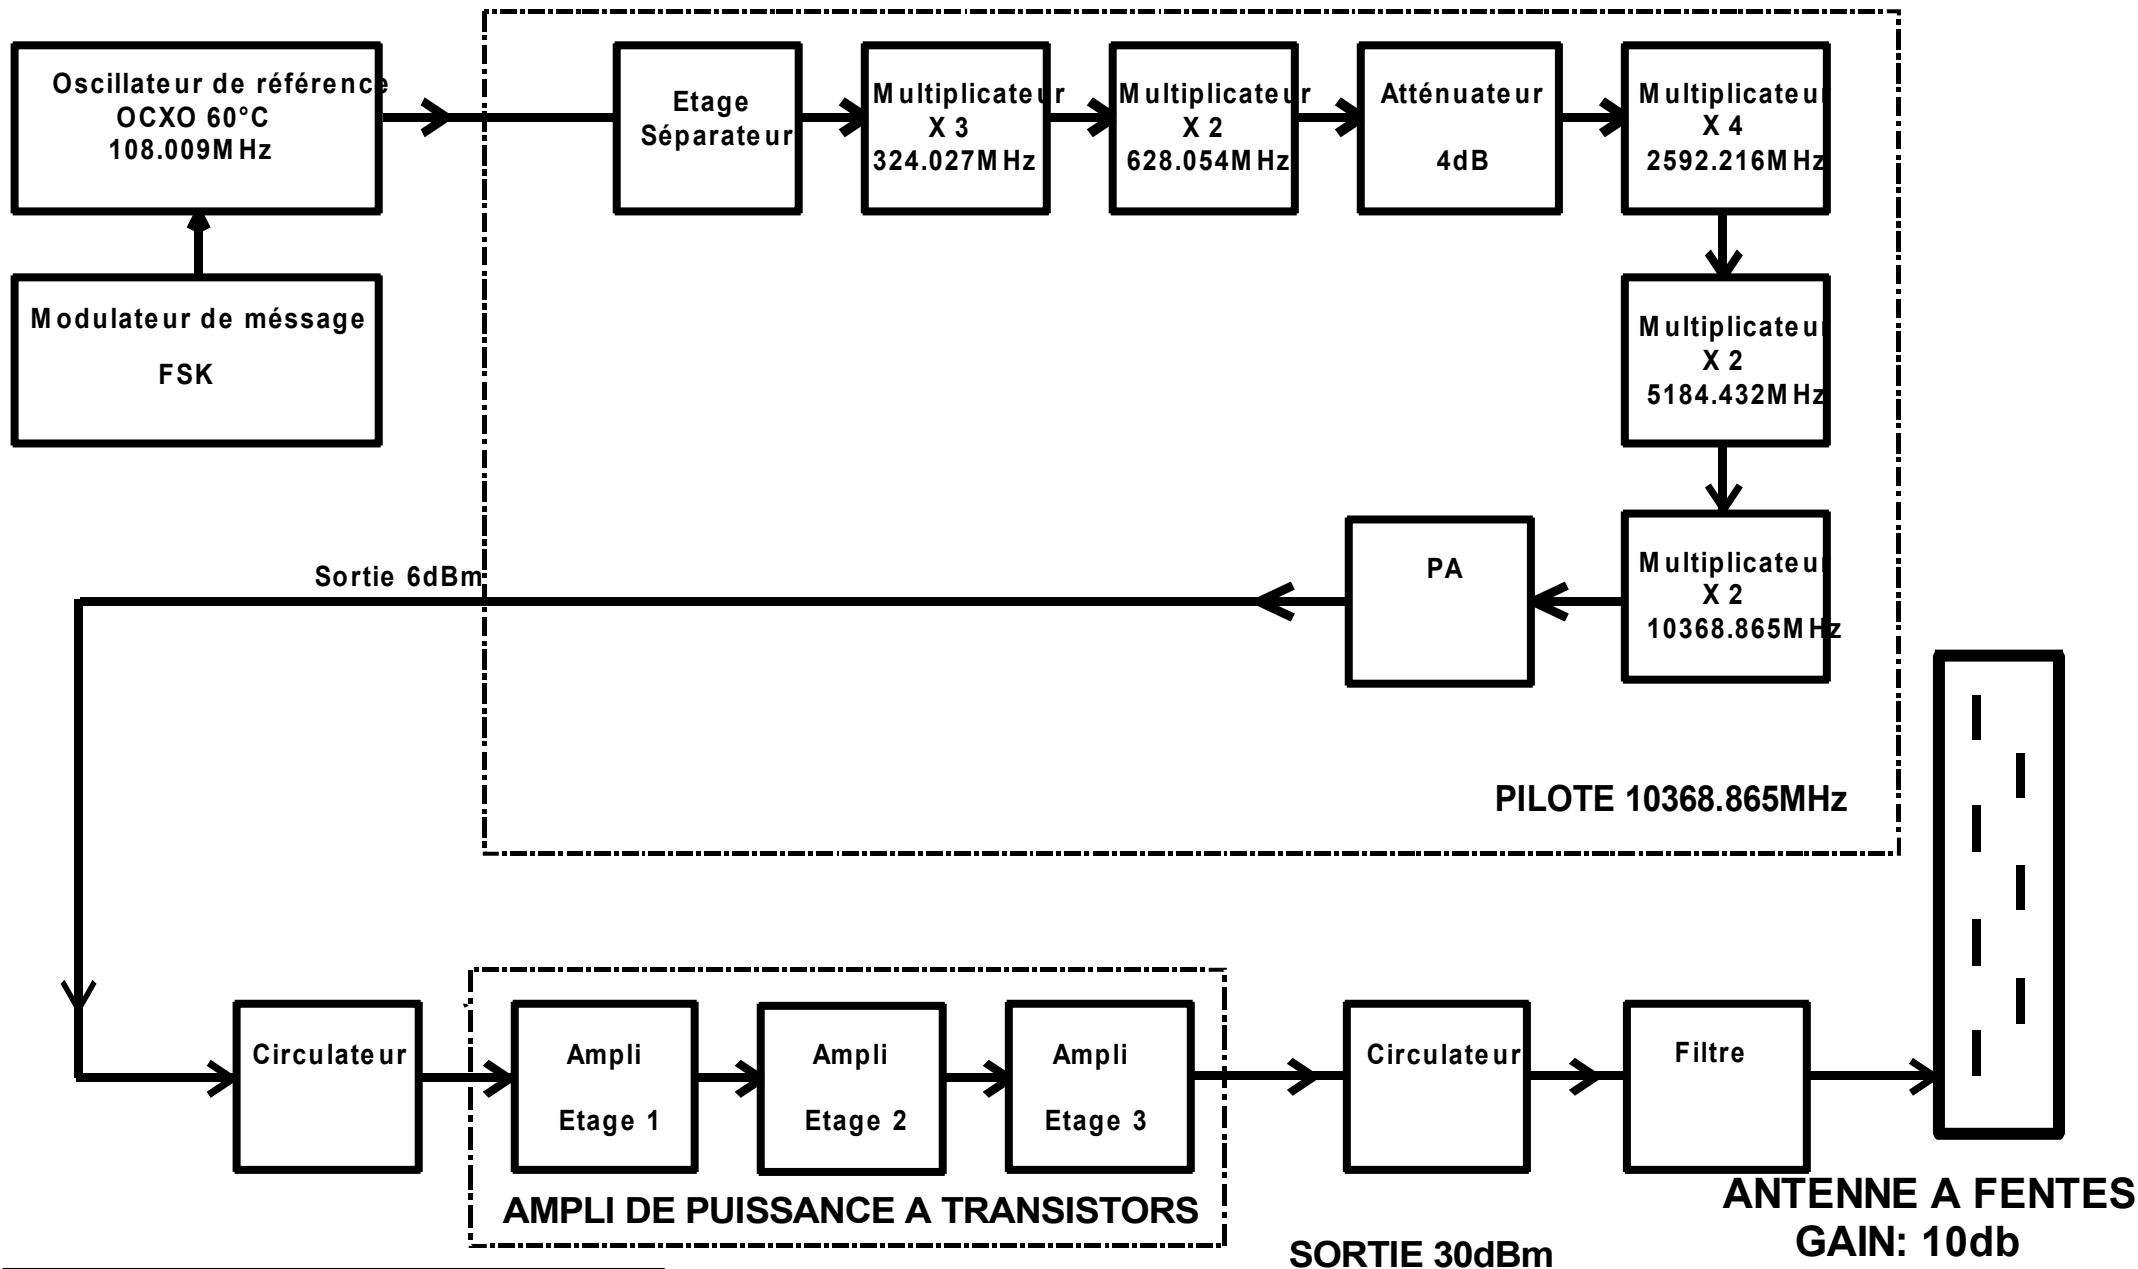 Oscillateur de référence
OCXO 60°C
108.009MHz
Etage
Séparateur
Multiplicateur
X 3
324.027MHz
Multiplicateur
X 2
628.054MHz
Atténuateur
4dB
Multiplicateur
X 4
2592.216MHz
Modulateur de méssage
FSK
Multiplicateur
X 2
5184.432MHz
Multiplicateur
X 2
10368.865MHz
PA
Sortie 6dBm
PILOTE 10368.865MHz
Circulateur
Ampli
Etage 1
Ampli
Etage 2
Ampli
Etage 3
AMPLI DE PUISSANCE A TRANSISTORS
Circulateur
Filtre
SORTIE 30dBm
ANTENNE A FENTES
GAIN: 10db